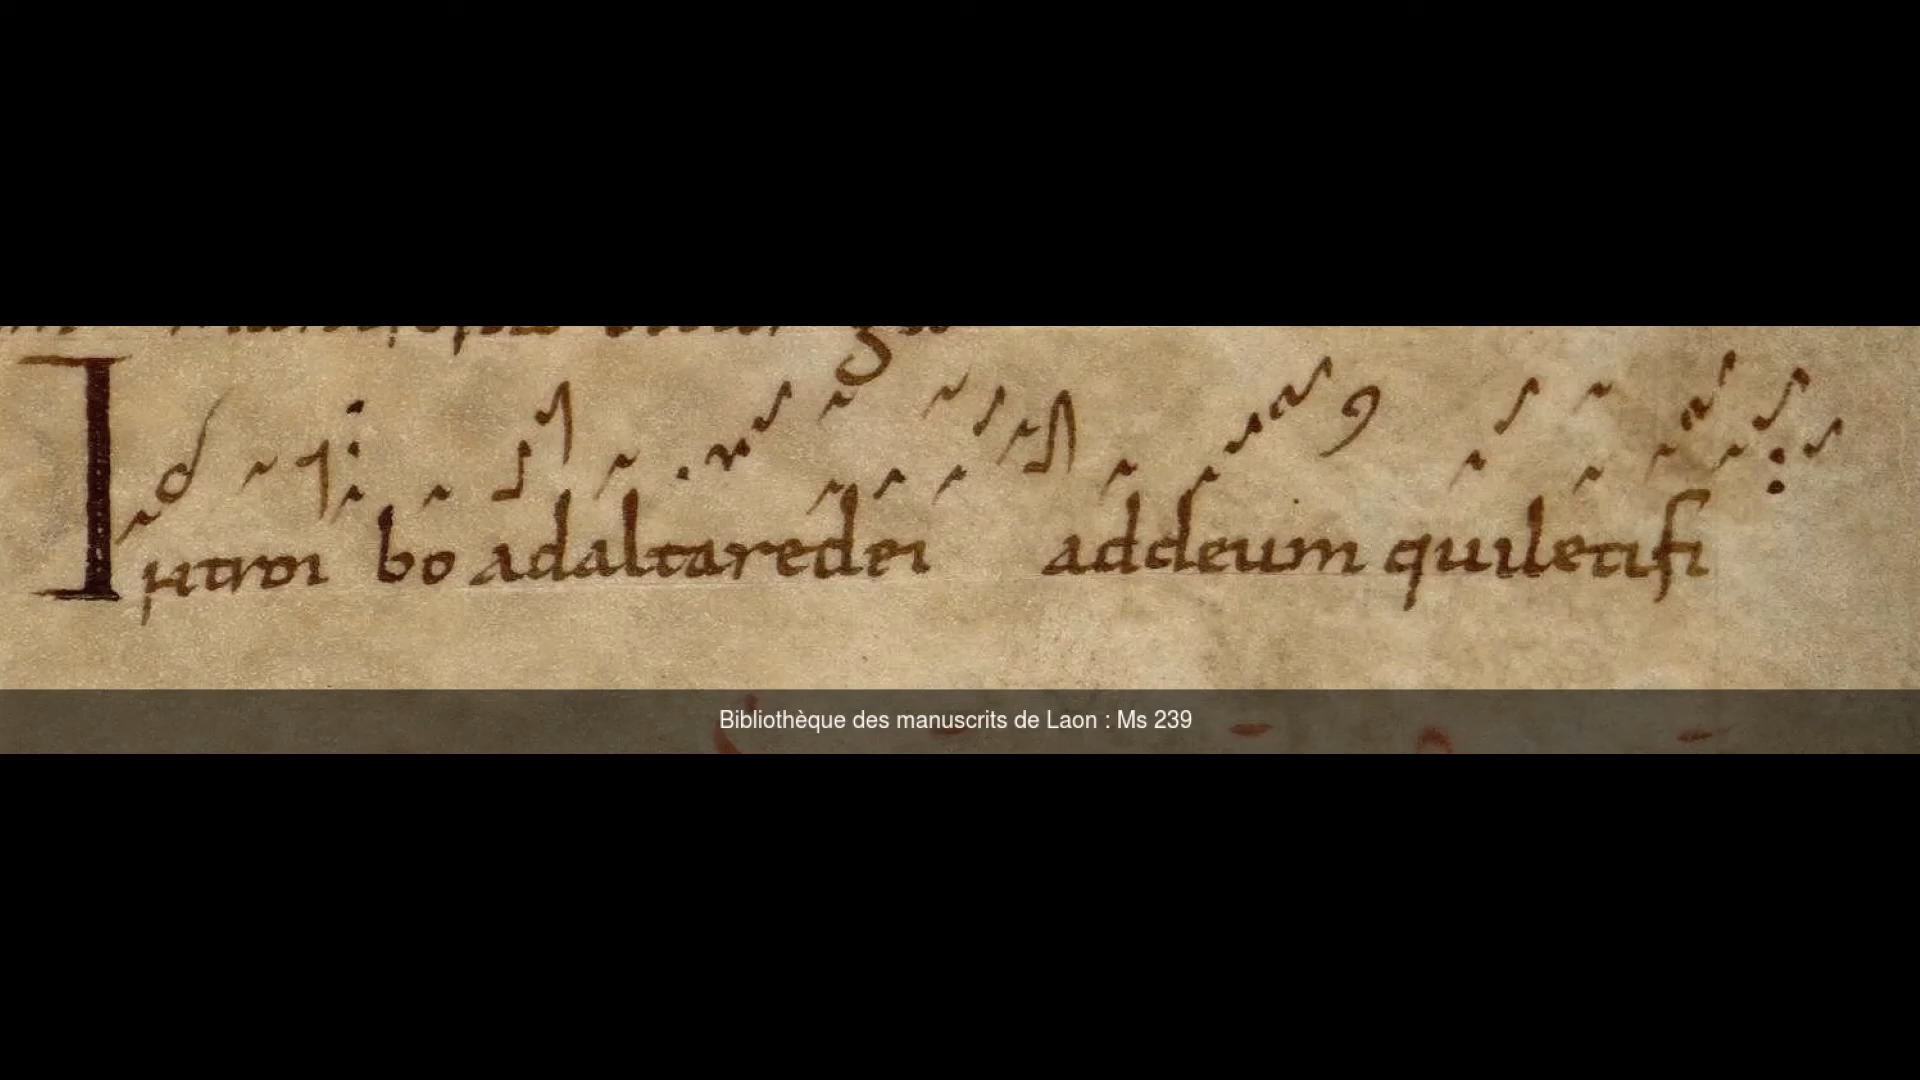 Introi bo adaltaredei addeum quiletifi
Bibliothèque des manuscrits de Laon : Ms 239